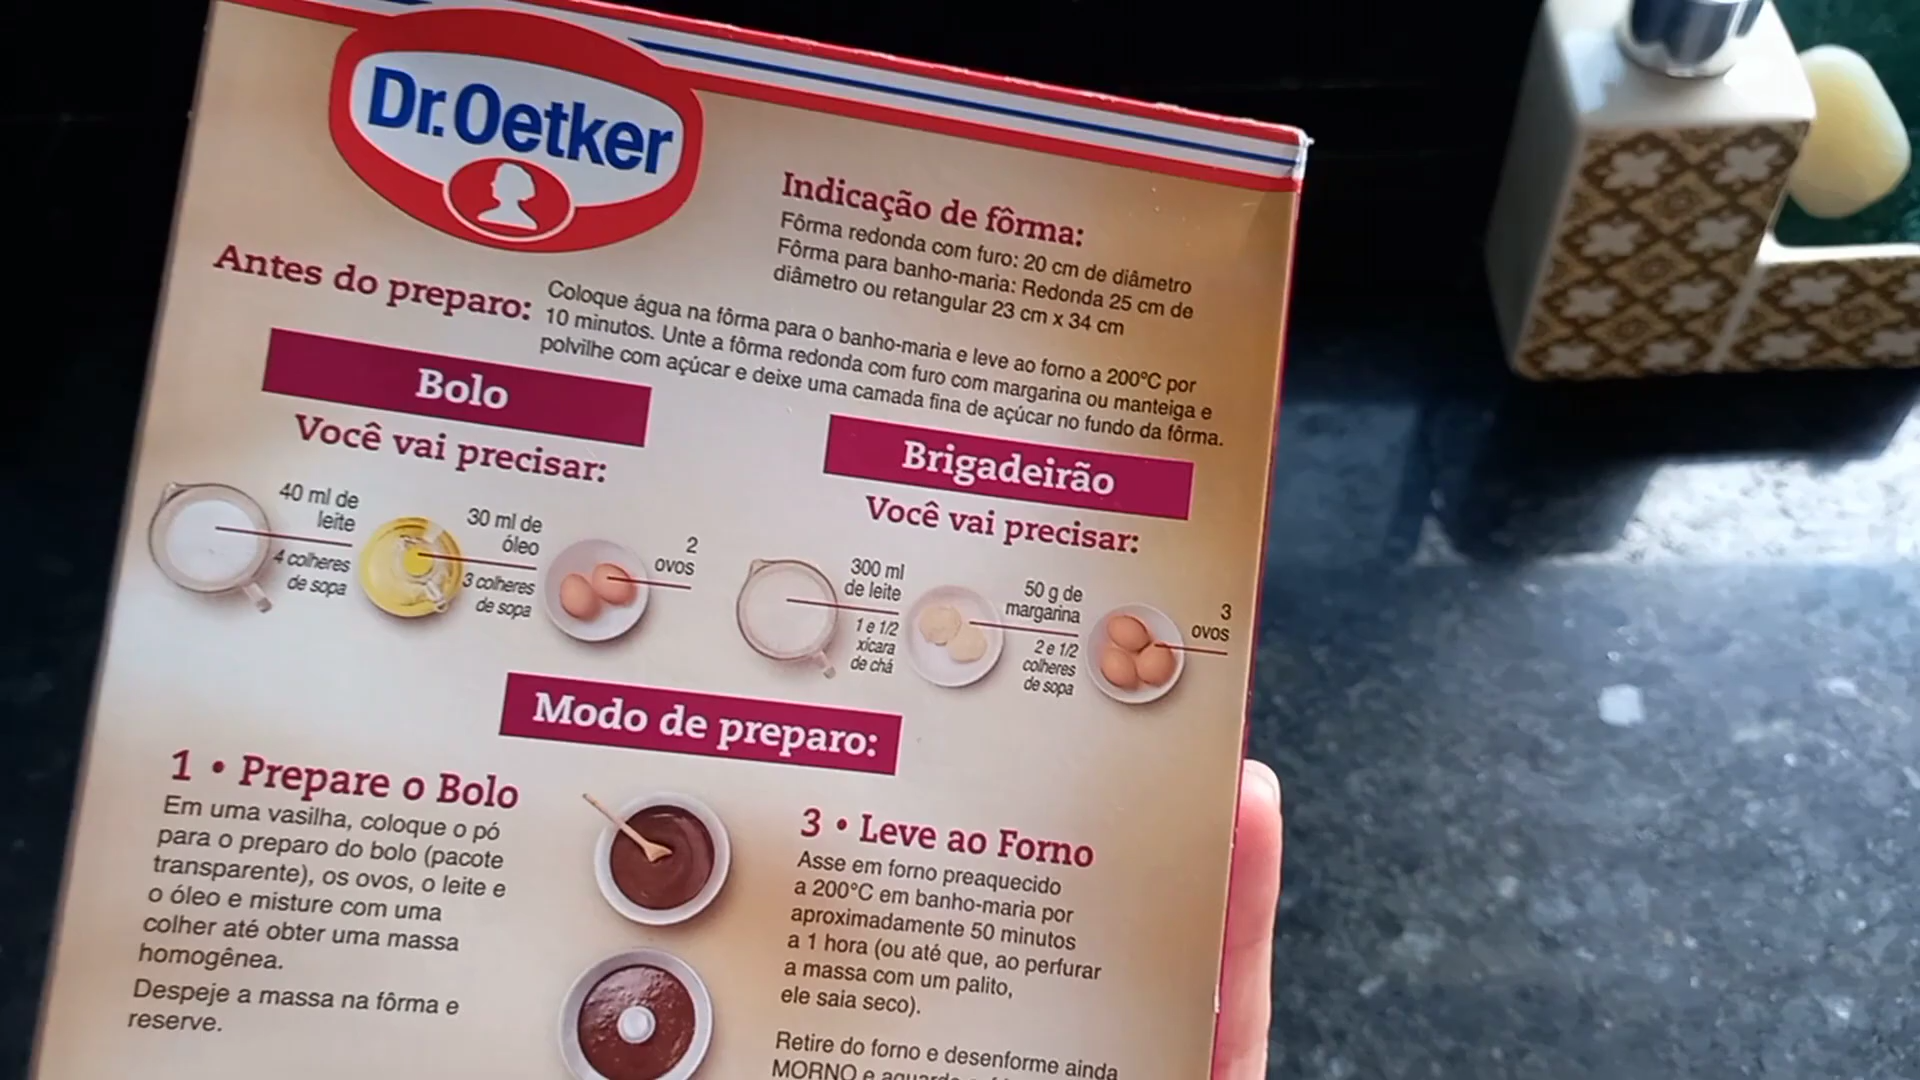 Dr.Oetker
Indicação de fôrma:
Fôrma redonda com furo: 20 cm de diâmetro
Fôrma para banho-maria: Redonda 25 cm de
diâmetro ou retangular 23 cm x 34 cm
Antes do preparo:
Coloque água na fôrma para o banho-maria e leve ao forno a 200ºC por
10 minutos. Unte a fôrma redonda com furo com margarina ou manteiga e
polvilhe com açúcar e deixe uma camada fina de açúcar no fundo da fôrma.
Bolo
Você vai precisar:
40 ml de
leite
4 colheres
de sopa
30 ml de
óleo
3 colheres
de sopa
2
ovos
Brigadeirão
Você vai precisar:
300 ml
de leite
1 e 1/2
xícara
de chá
50 g de
margarina
2 e 1/2
colheres
de sopa
3
ovos
Modo de preparo:
1 • Prepare o Bolo
Em uma vasilha, coloque o pó
para o preparo do bolo (pacote
transparente), os ovos, o leite e
o óleo e misture com uma
colher até obter uma massa
homogênea.
Despeje a massa na fôrma e
reserve.
3 • Leve ao Forno
Asse em forno preaquecido
a 200ºC em banho-maria por
aproximadamente 50 minutos
a 1 hora (ou até que, ao perfurar
a massa com um palito,
ele saia seco).
Retire do forno e desenforme ainda
MORNO e